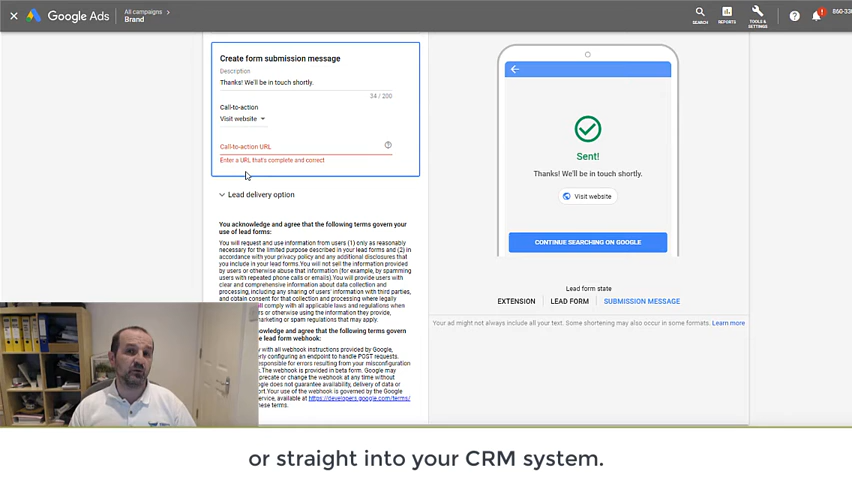 Google Ads
All campaigns
Brand
SEARCH
REPORTS
TOOLS &
SETTINGS
Create form submission message
Description
Thanks! We'll be in touch shortly.
34 / 200
Call-to-action
Visit website
Call-to-action URL
Enter a URL that's complete and correct
Lead delivery option
You acknowledge and agree that the following terms govern your
use of lead forms:
You will request and use information from users (1) only as reasonably
necessary for the limited purpose described in your lead forms and (2) in
accordance with your privacy policy and any additional disclosures that
you include in your lead forms. You will not sell the information provided
by users or otherwise abuse that information (for example, by spamming
users with repeated phone calls or emails). You will provide users with
clear and comprehensive information about data collection and
processing, including any sharing of users' information with third parties,
and obtain consent for that collection and processing where legally
will comply with all applicable laws and regulations when
or otherwise using the information they provide,
marketing or spam regulations that may apply.
knowledge and agree that the following terms govern
e lead form webhook:
with all webhook instructions provided by Google,
erly configuring an endpoint to handle POST requests.
esponsible for errors resulting from your misconfiguration
The webhook is provided in beta form. Google may
precate or change the webhook at any time without
oogle does not guarantee availability, delivery of data or
ort. Your use of the webhook is governed by the Google
ice, available at https://developers.google.com/terms/
hese terms.
Sent!
Thanks! We'll be in touch shortly.
Visit website
CONTINUE SEARCHING ON GOOGLE
Lead form state
EXTENSION LEAD FORM SUBMISSION MESSAGE
Your ad might not always include all your text. Some shortening may also occur in some formats. Learn more
or straight into your CRM system.